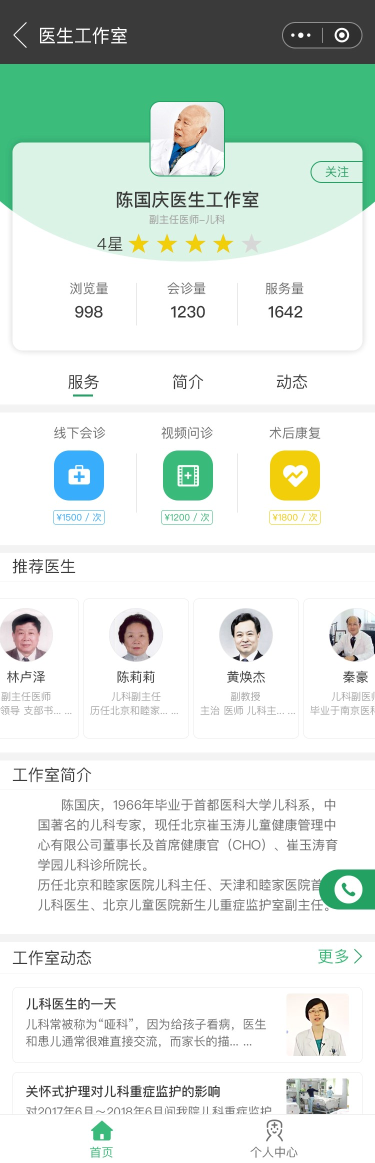 医生工作室
关注
陈国庆医生工作室
副主任医师-儿科
4星
浏览量 会诊量 服务量
998 1230 1642
服务 简介 动态
线下会诊 视频问诊 术后康复
¥1500 / 次 ¥1200 / 次 ¥1800 / 次
推荐医生
林卢泽 陈莉莉 黄焕杰 秦豪
副主任医师 儿科副主任 副教授 儿科副医师
领导 支部书... ... 历任北京和睦家... ... 主治 医师 儿科主... ... 毕业于南京医科
工作室简介
陈国庆，1966年毕业于首都医科大学儿科系，中
国著名的儿科专家，现任北京崔玉涛儿童健康管理中
心有限公司董事长及首席健康官（CHO）、崔玉涛育
学园儿科诊所院长。
历任北京和睦家医院儿科主任、天津和睦家医院首
儿科医生、北京儿童医院新生儿重症监护室副主任。
工作室动态
更多
儿科医生的一天
儿科常被称为“哑科”，因为给孩子看病，医生
和患儿通常很难直接交流，而家长的描... ...
关怀式护理对儿科重症监护的影响
对2017年6月～2018年6月间我院儿科重症监护
首页 个人中心